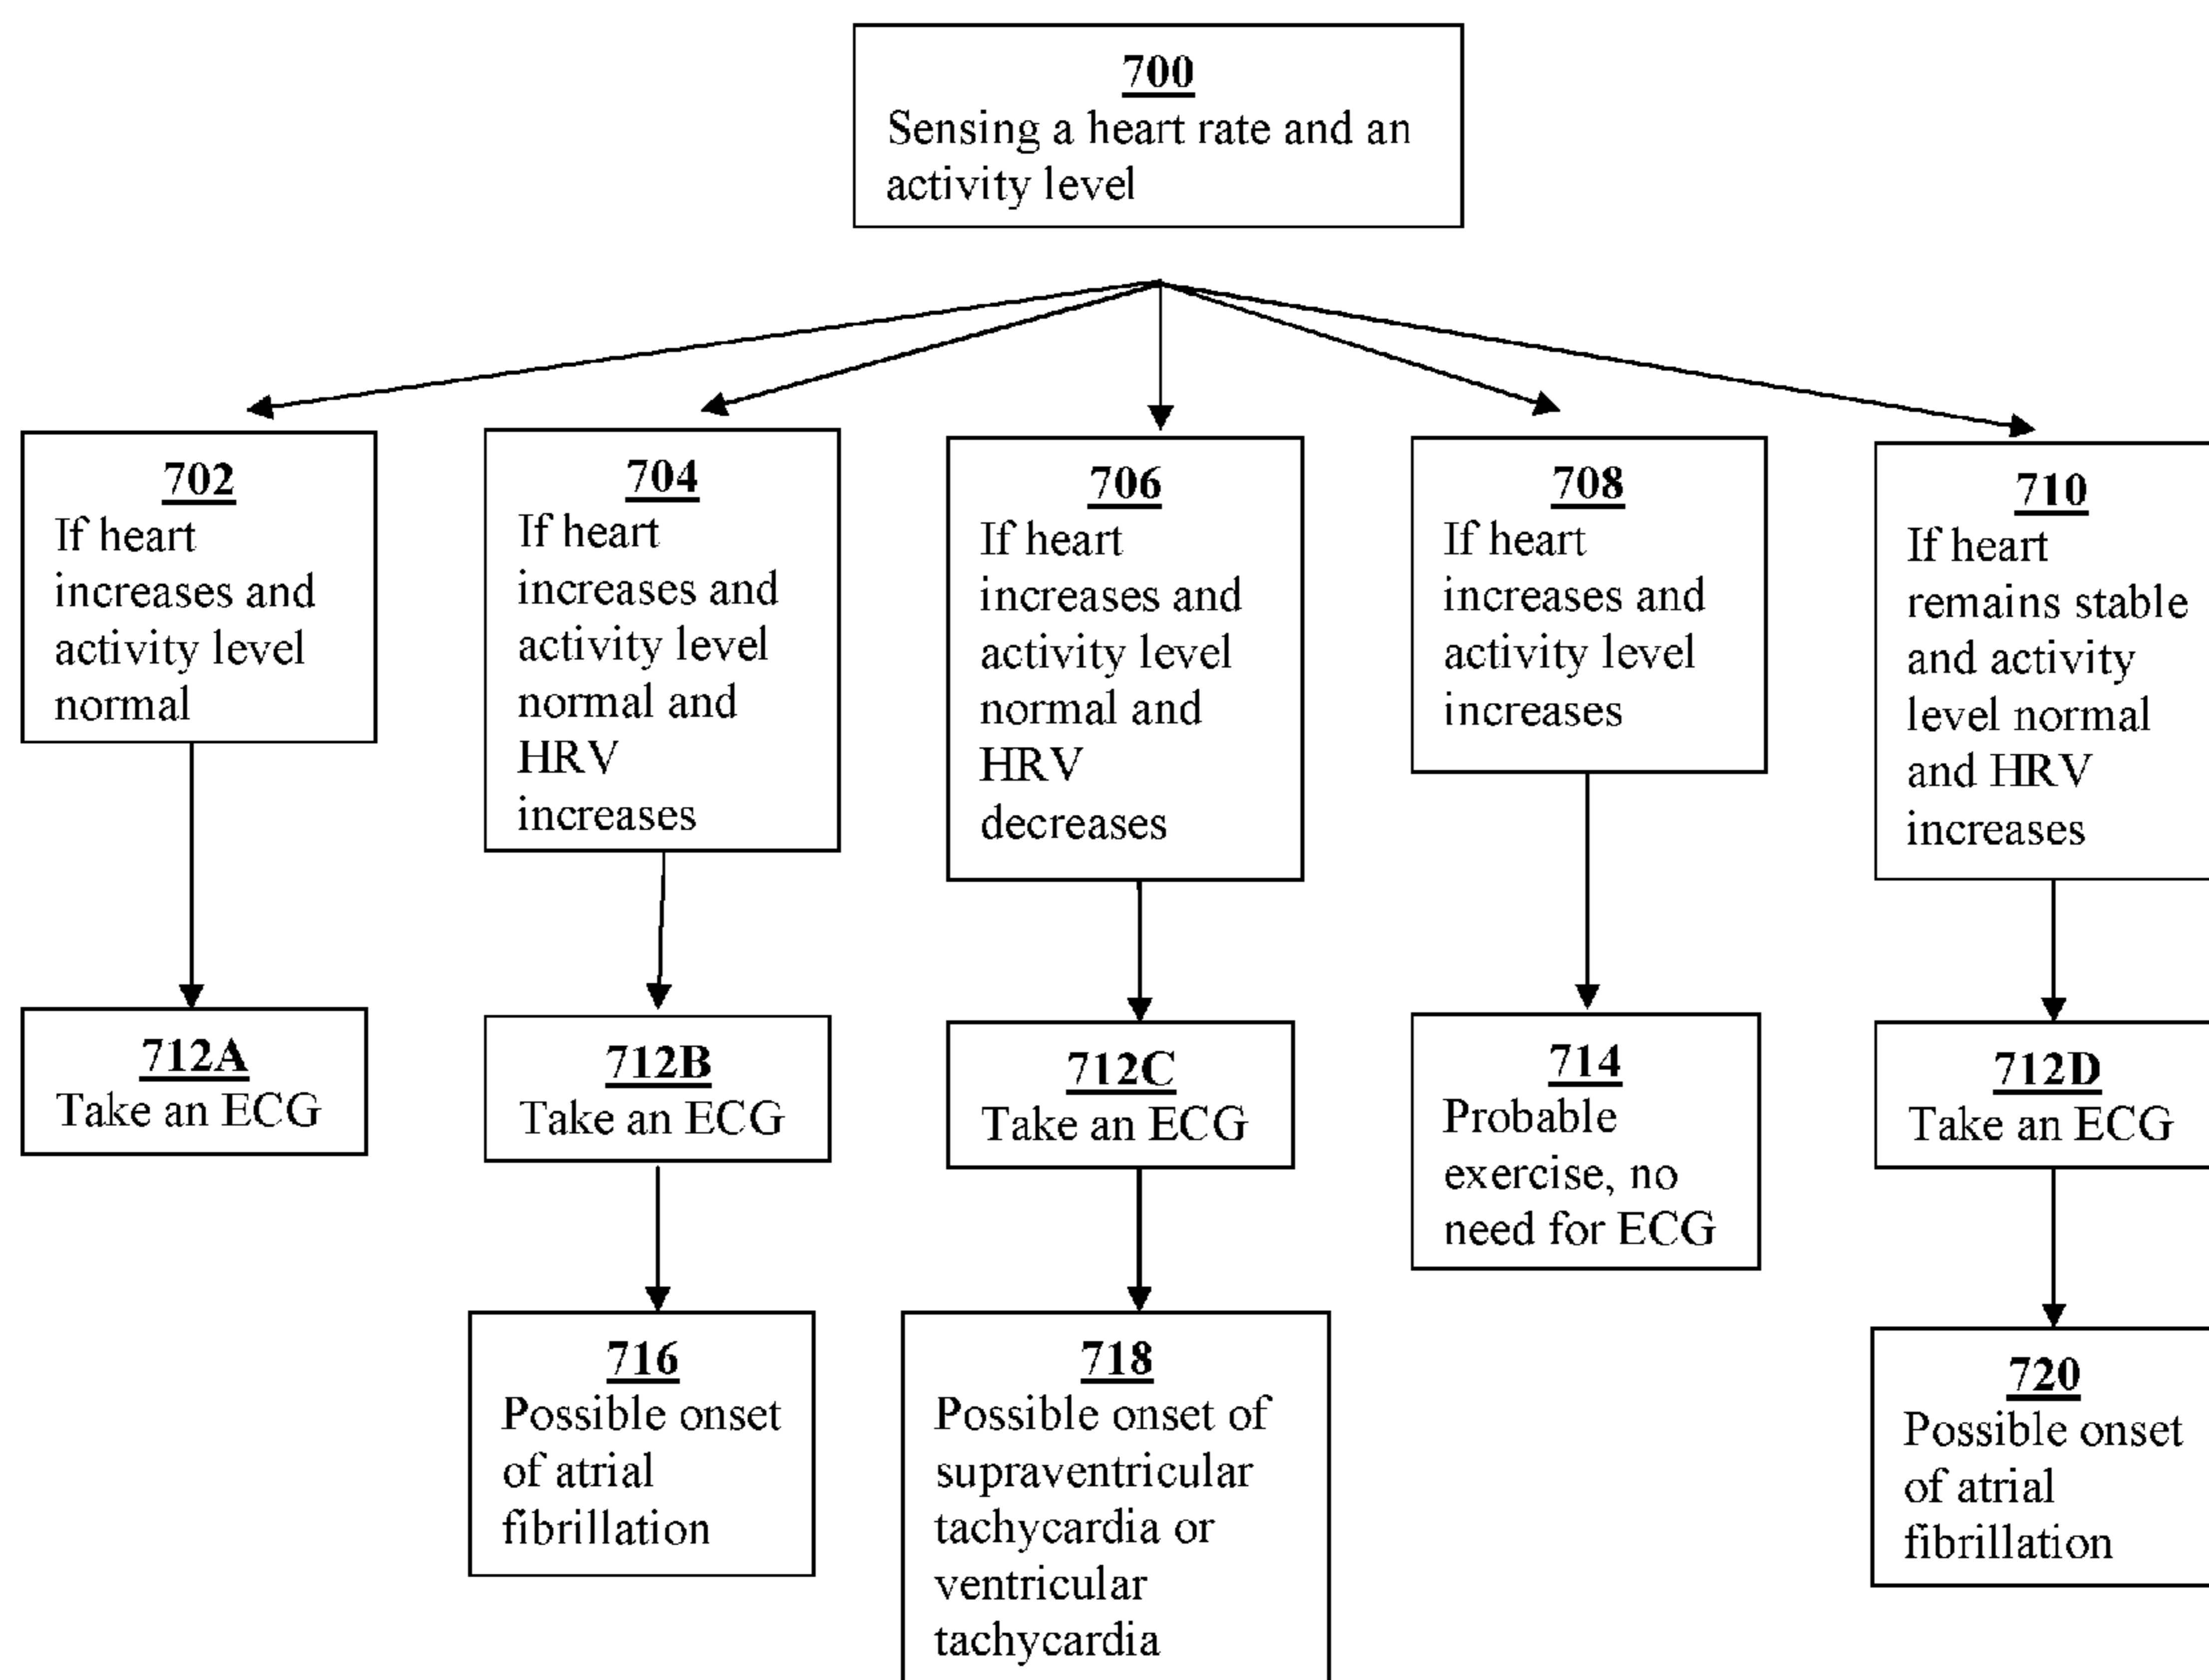 700
Sensing a heart rate and an
activity level
702
If heart
increases and
activity level
normal
704
If heart
increases and
activity level
normal and
HRV
increases
706
If heart
increases and
activity level
normal and
HRV
decreases
708
If heart
increases and
activity level
increases
710
If heart
remains stable
and activity
level normal
and HRV
increases
712A
Take an ECG
712B
Take an ECG
712C
Take an ECG
714
Probable
exercise, no
need for ECG
712D
Take an ECG
716
Possible onset
of atrial
fibrillation
718
Possible onset of
supraventricular
tachycardia or
ventricular
tachycardia
720
Possible onset
of atrial
fibrillation